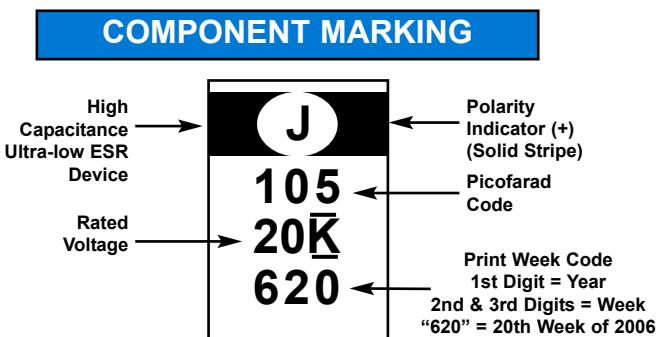 COMPONENT MARKING
High
Capacitance
Ultra-low ESR
Device
J
Polarity
Indicator (+)
(Solid Stripe)
105
Picofarad
Code
Rated
Voltage
20K̲̅
620
Print Week Code
1st Digit = Year
2nd & 3rd Digits = Week
“620” = 20th Week of 2006